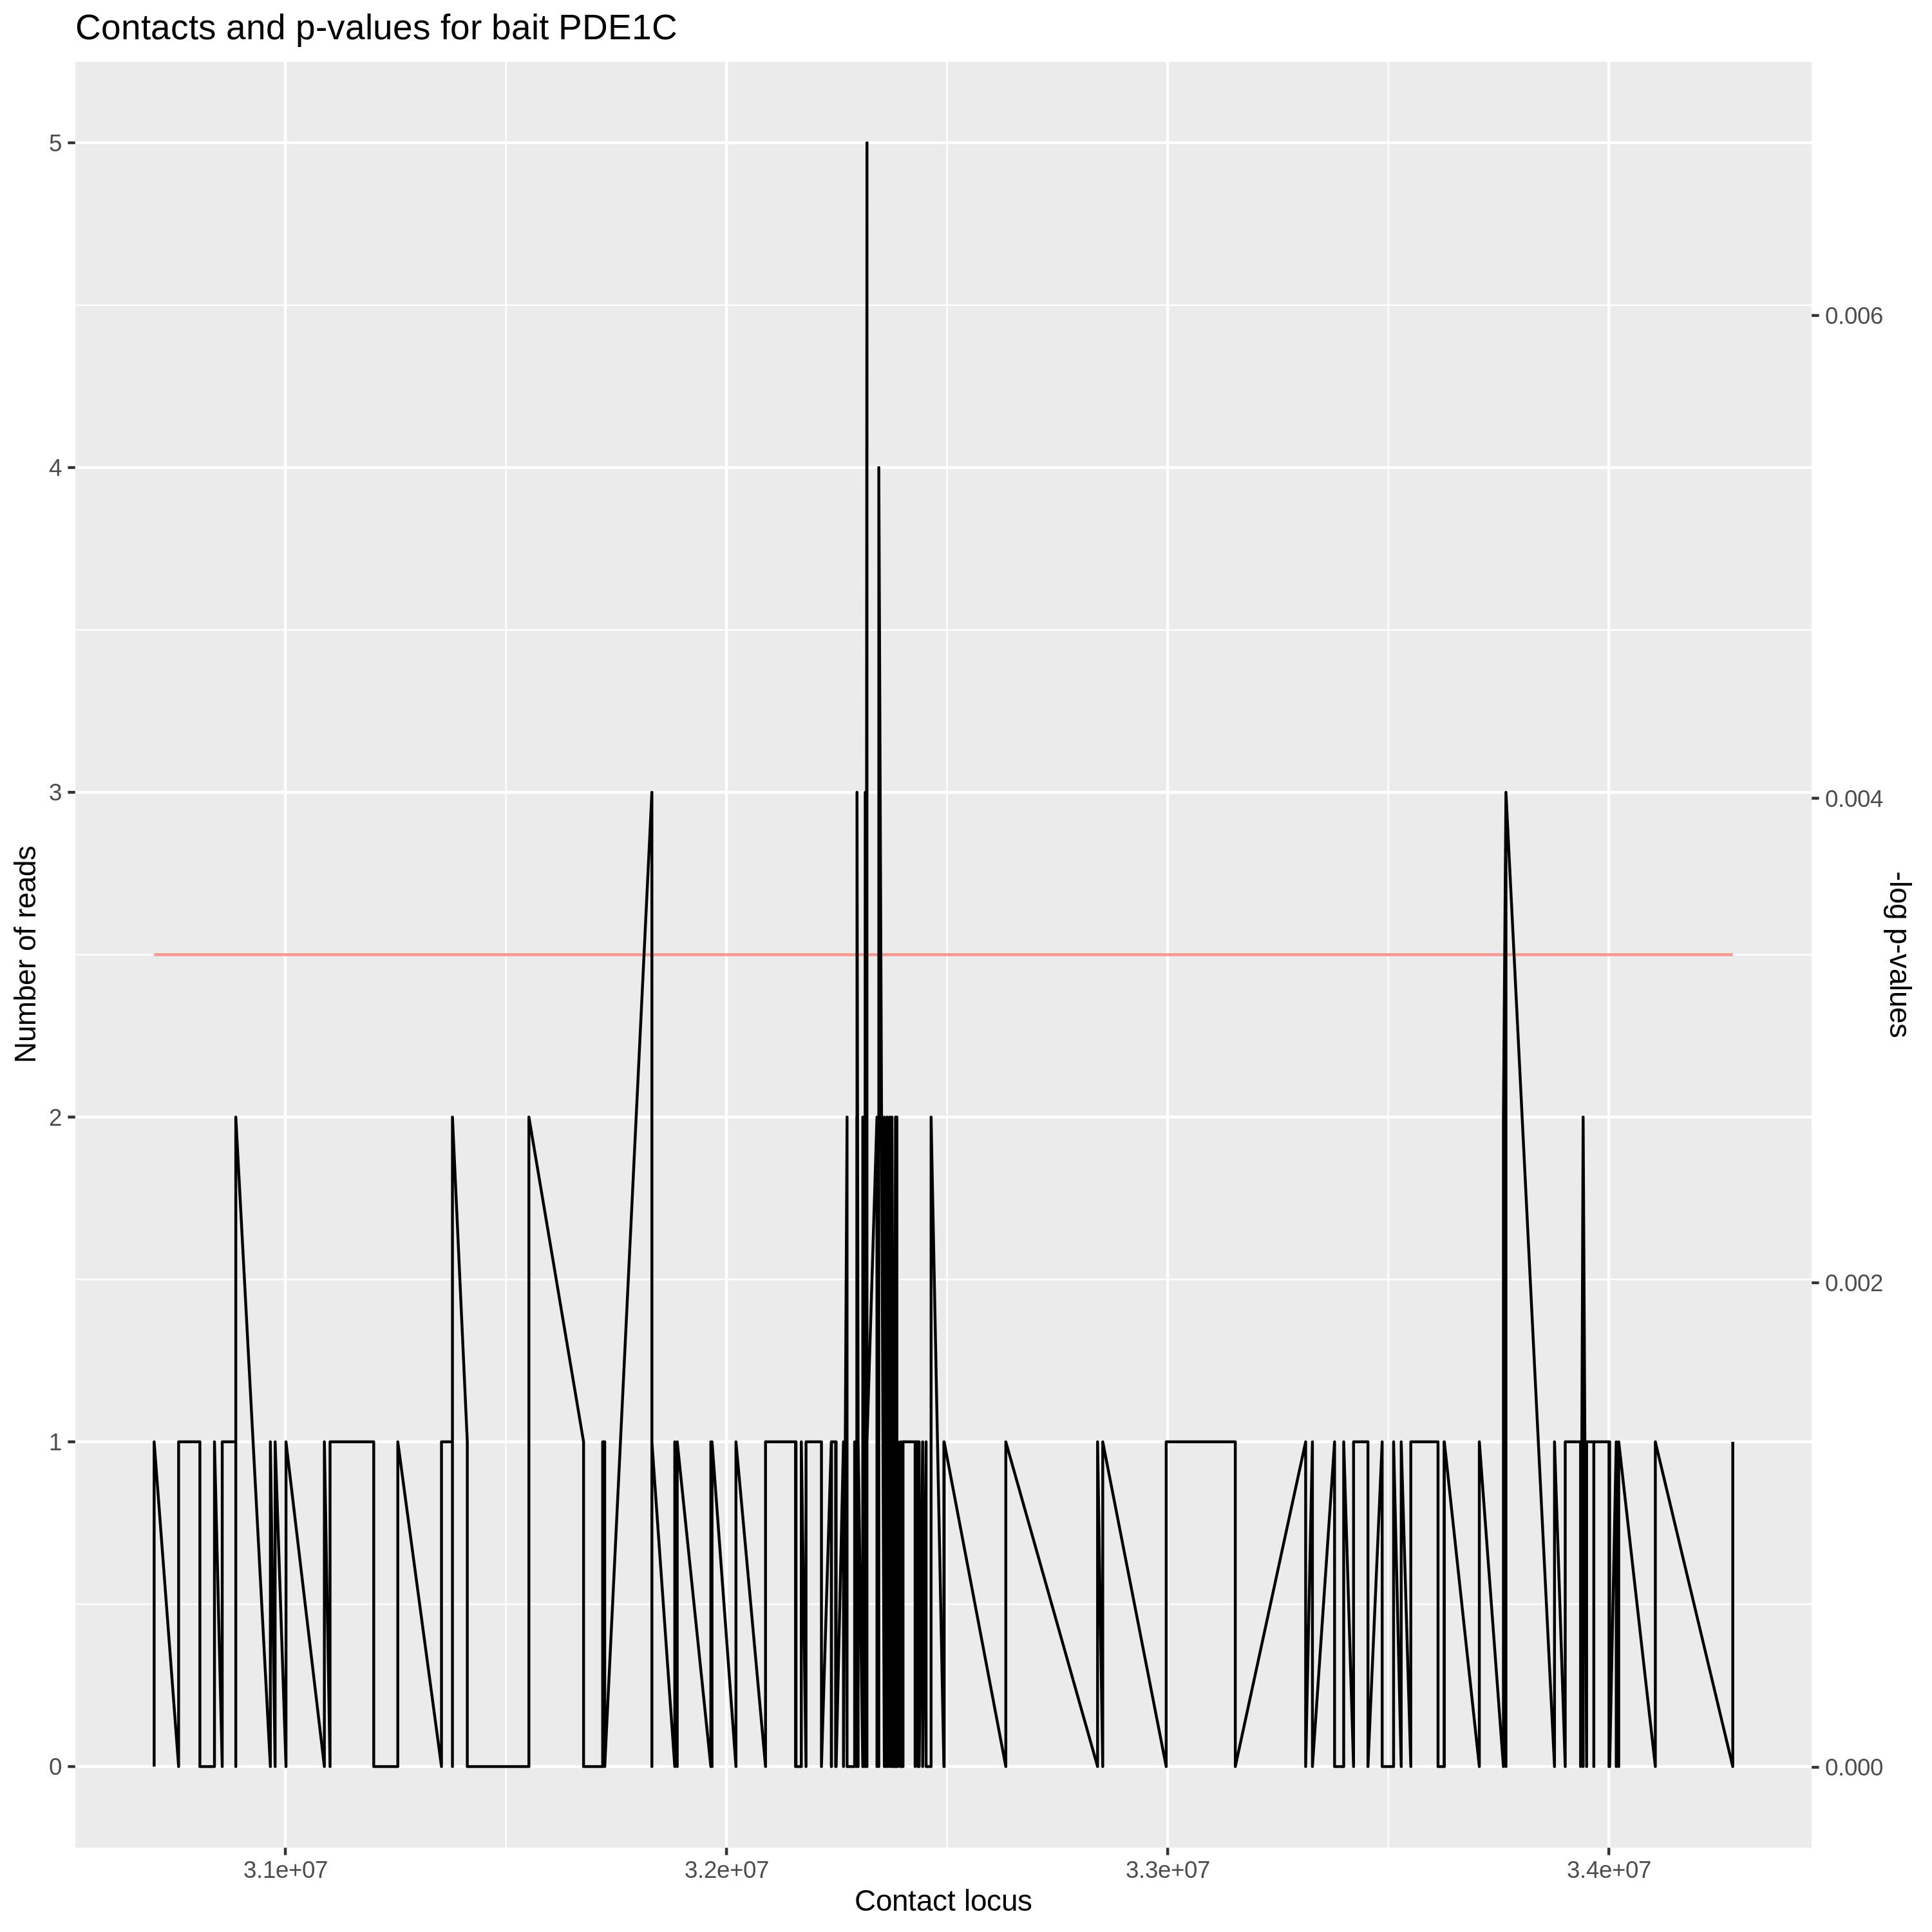 Contacts and p-values for bait PDE1C
5
4
3
2
1
0
Number of reads
0.006
0.004
0.002
0.000
-log p-values
3.1e+07
3.2e+07
3.3e+07
3.4e+07
Contact locus